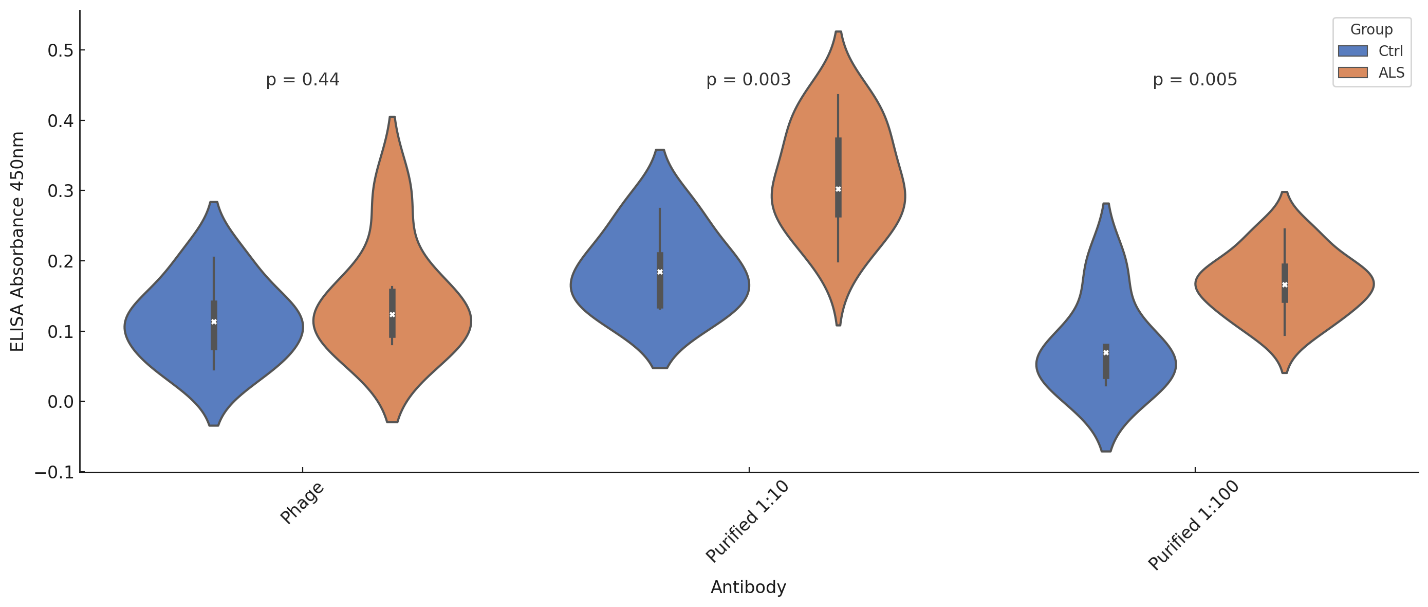 Group
Ctrl
ALS
p = 0.44
p = 0.003
p = 0.005
ELISA Absorbance 450nm
0.5
0.4
0.3
0.2
0.1
0.0
−0.1
Phage
Purified 1:10
Purified 1:100
Antibody